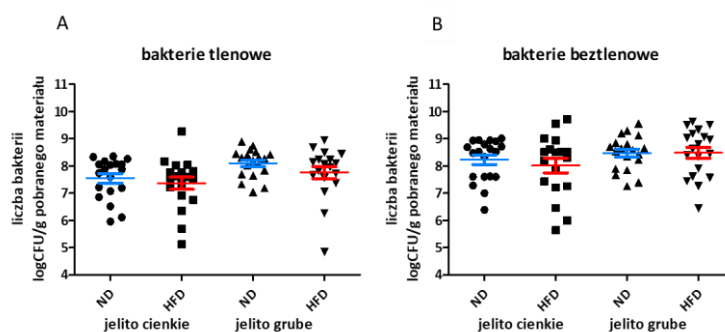 A
bakterie tlenowe
liczba bakterii
logCFU/g pobranego materiału
11
10
9
8
7
6
5
4
ND
HFD
ND
HFD
jelito cienkie
jelito grube
B
bakterie beztlenowe
liczba bakterii
logCFU/g pobranego materiału
11
10
9
8
7
6
5
4
ND
HFD
ND
HFD
jelito cienkie
jelito grube